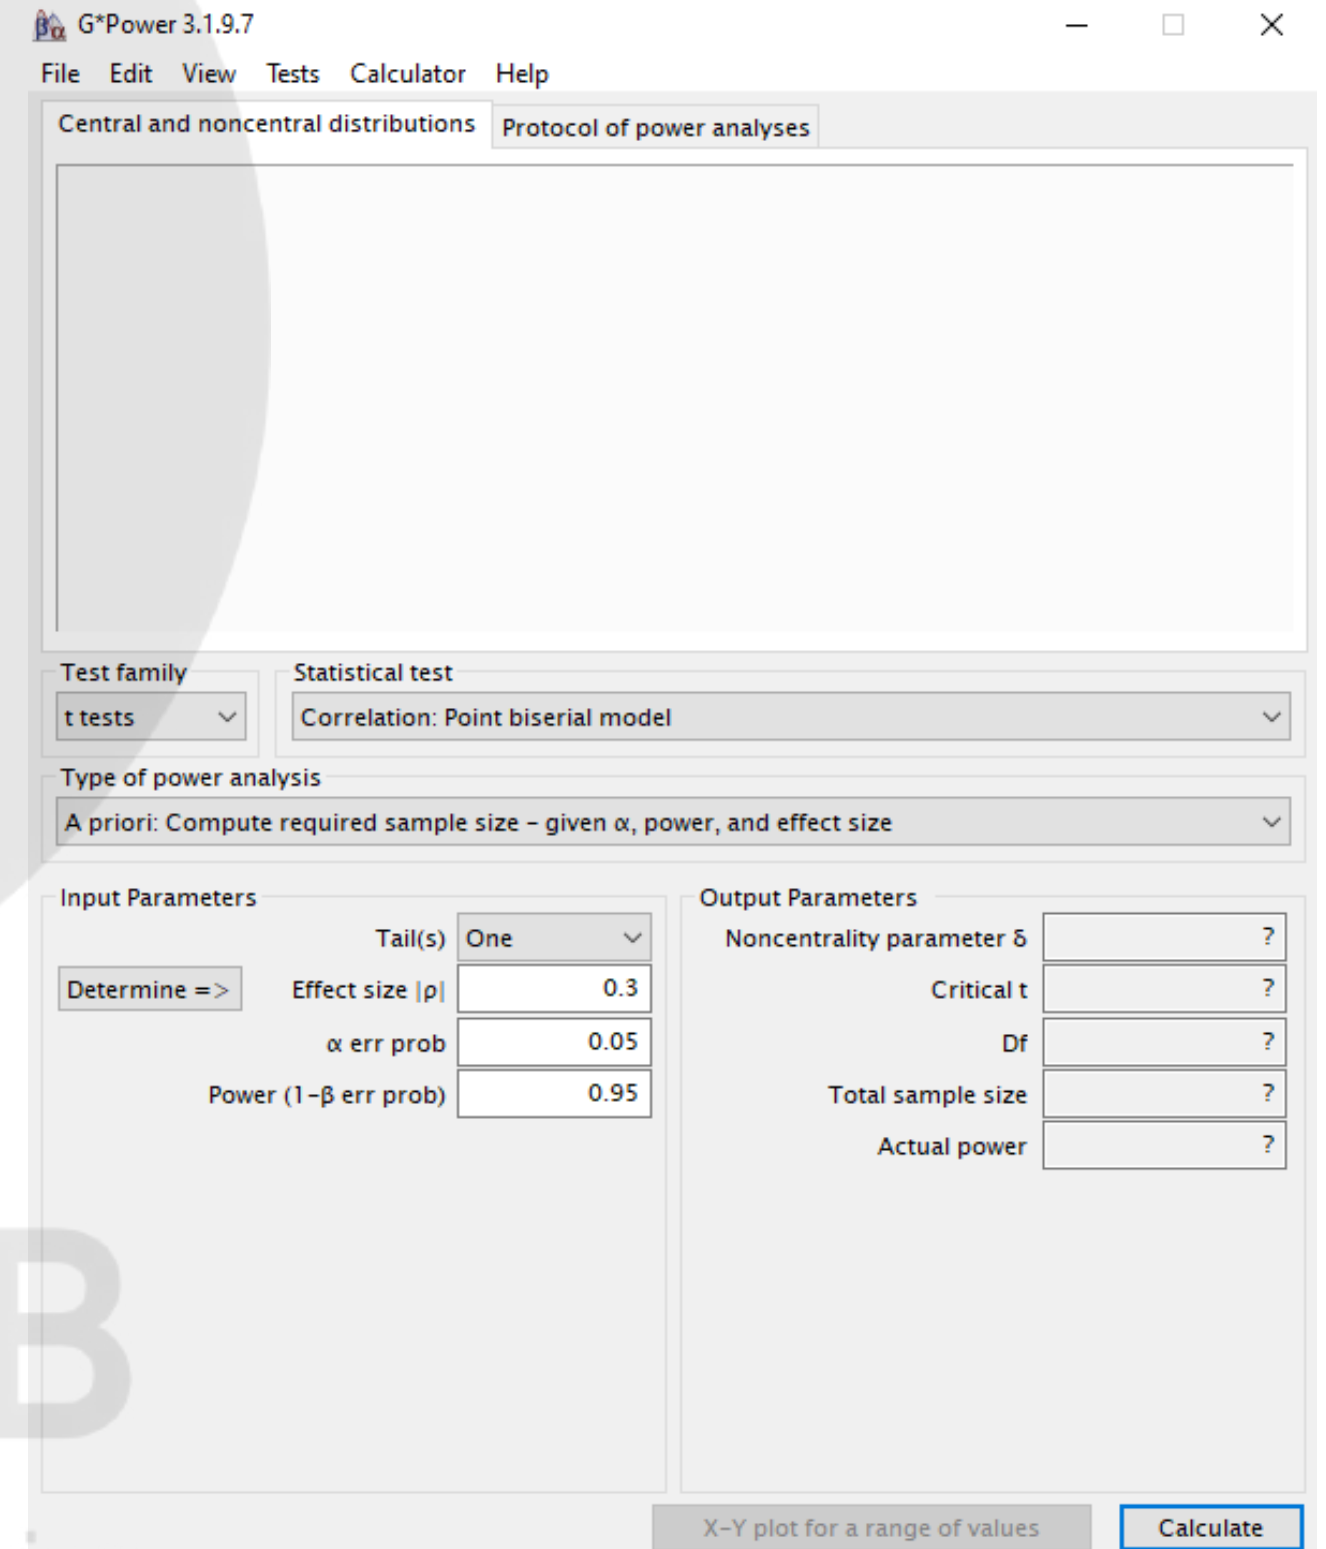 G*Power 3.1.9.7
File Edit View Tests Calculator Help
Central and noncentral distributions Protocol of power analyses
Test family Statistical test
t tests Correlation: Point biserial model
Type of power analysis
A priori: Compute required sample size – given α, power, and effect size
Input Parameters Output Parameters
Tail(s) One Noncentrality parameter δ ?
Determine => Effect size |ρ| 0.3 Critical t ?
α err prob 0.05 Df ?
Power (1-β err prob) 0.95 Total sample size ?
Actual power ?
B
X-Y plot for a range of values Calculate